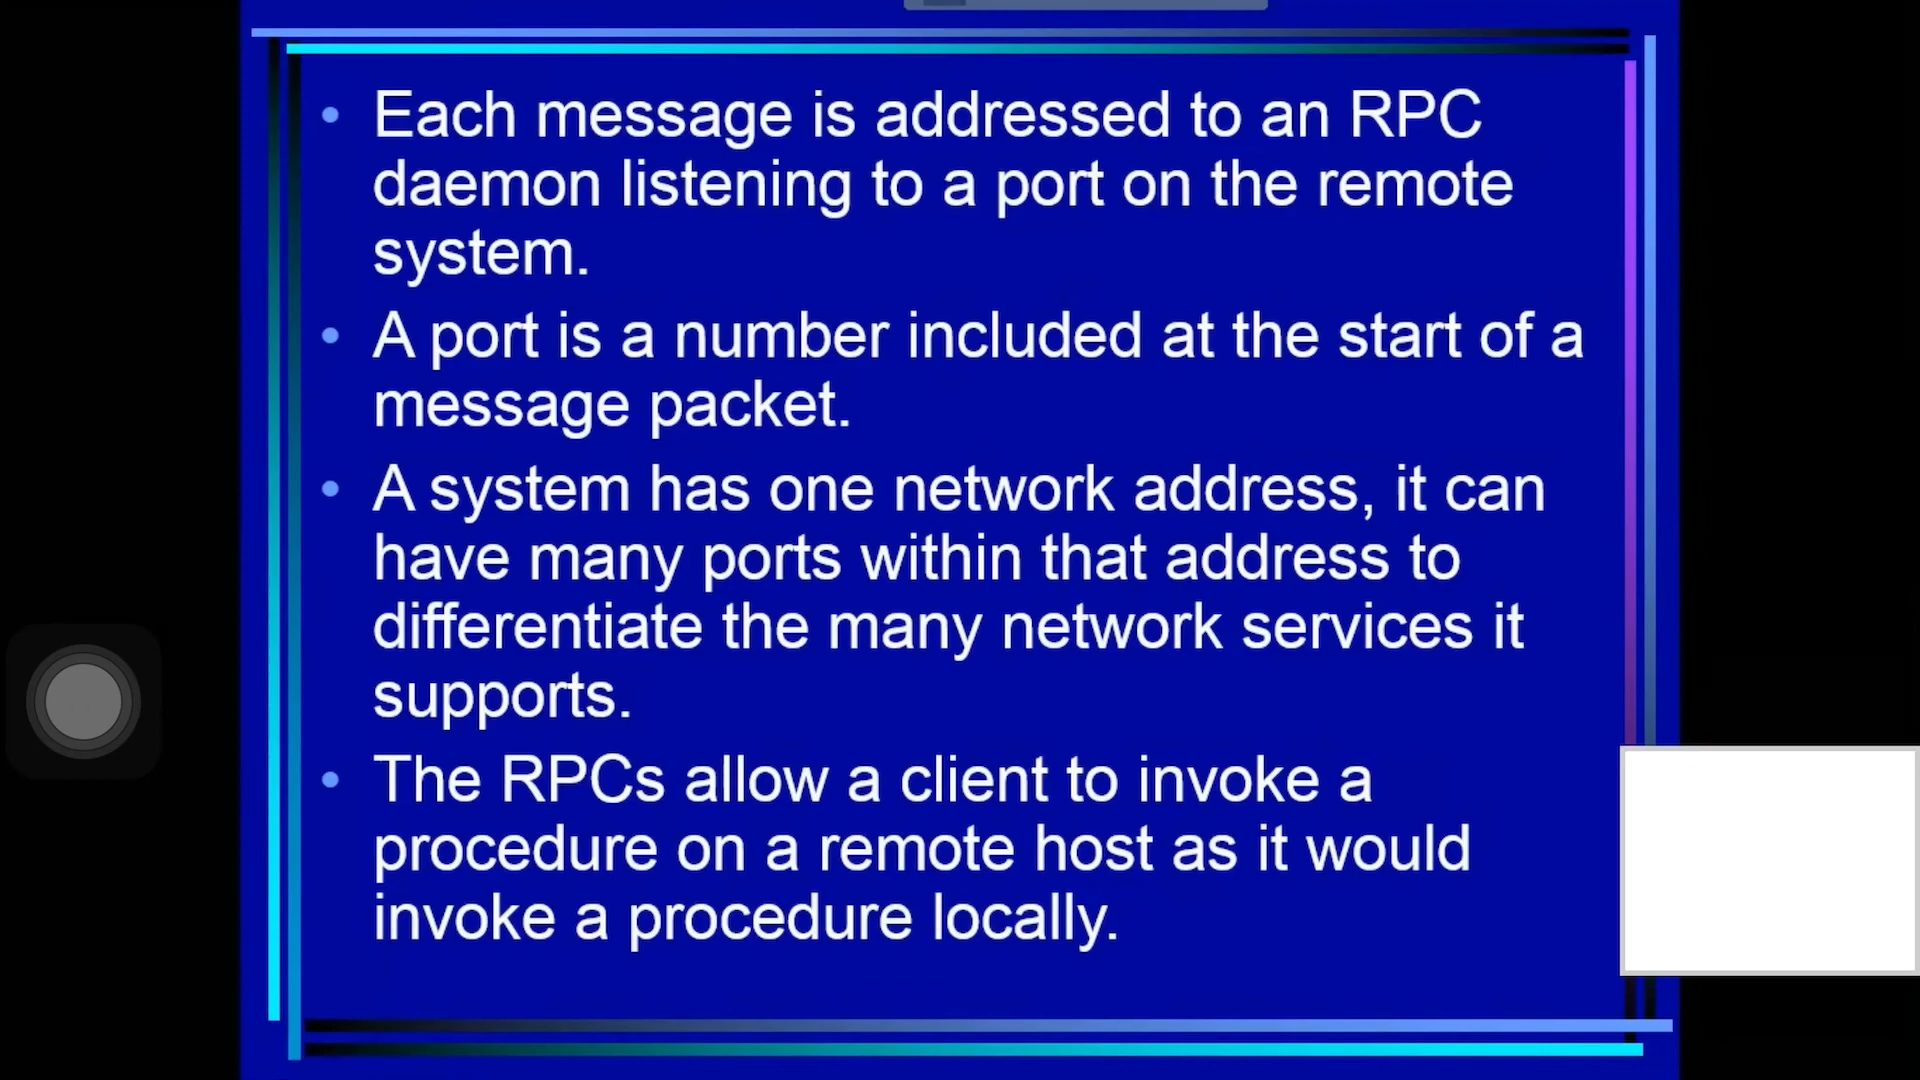 • Each message is addressed to an RPC
daemon listening to a port on the remote
system.
• A port is a number included at the start of a
message packet.
• A system has one network address, it can
have many ports within that address to
differentiate the many network services it
supports.
• The RPCs allow a client to invoke a
procedure on a remote host as it would
invoke a procedure locally.